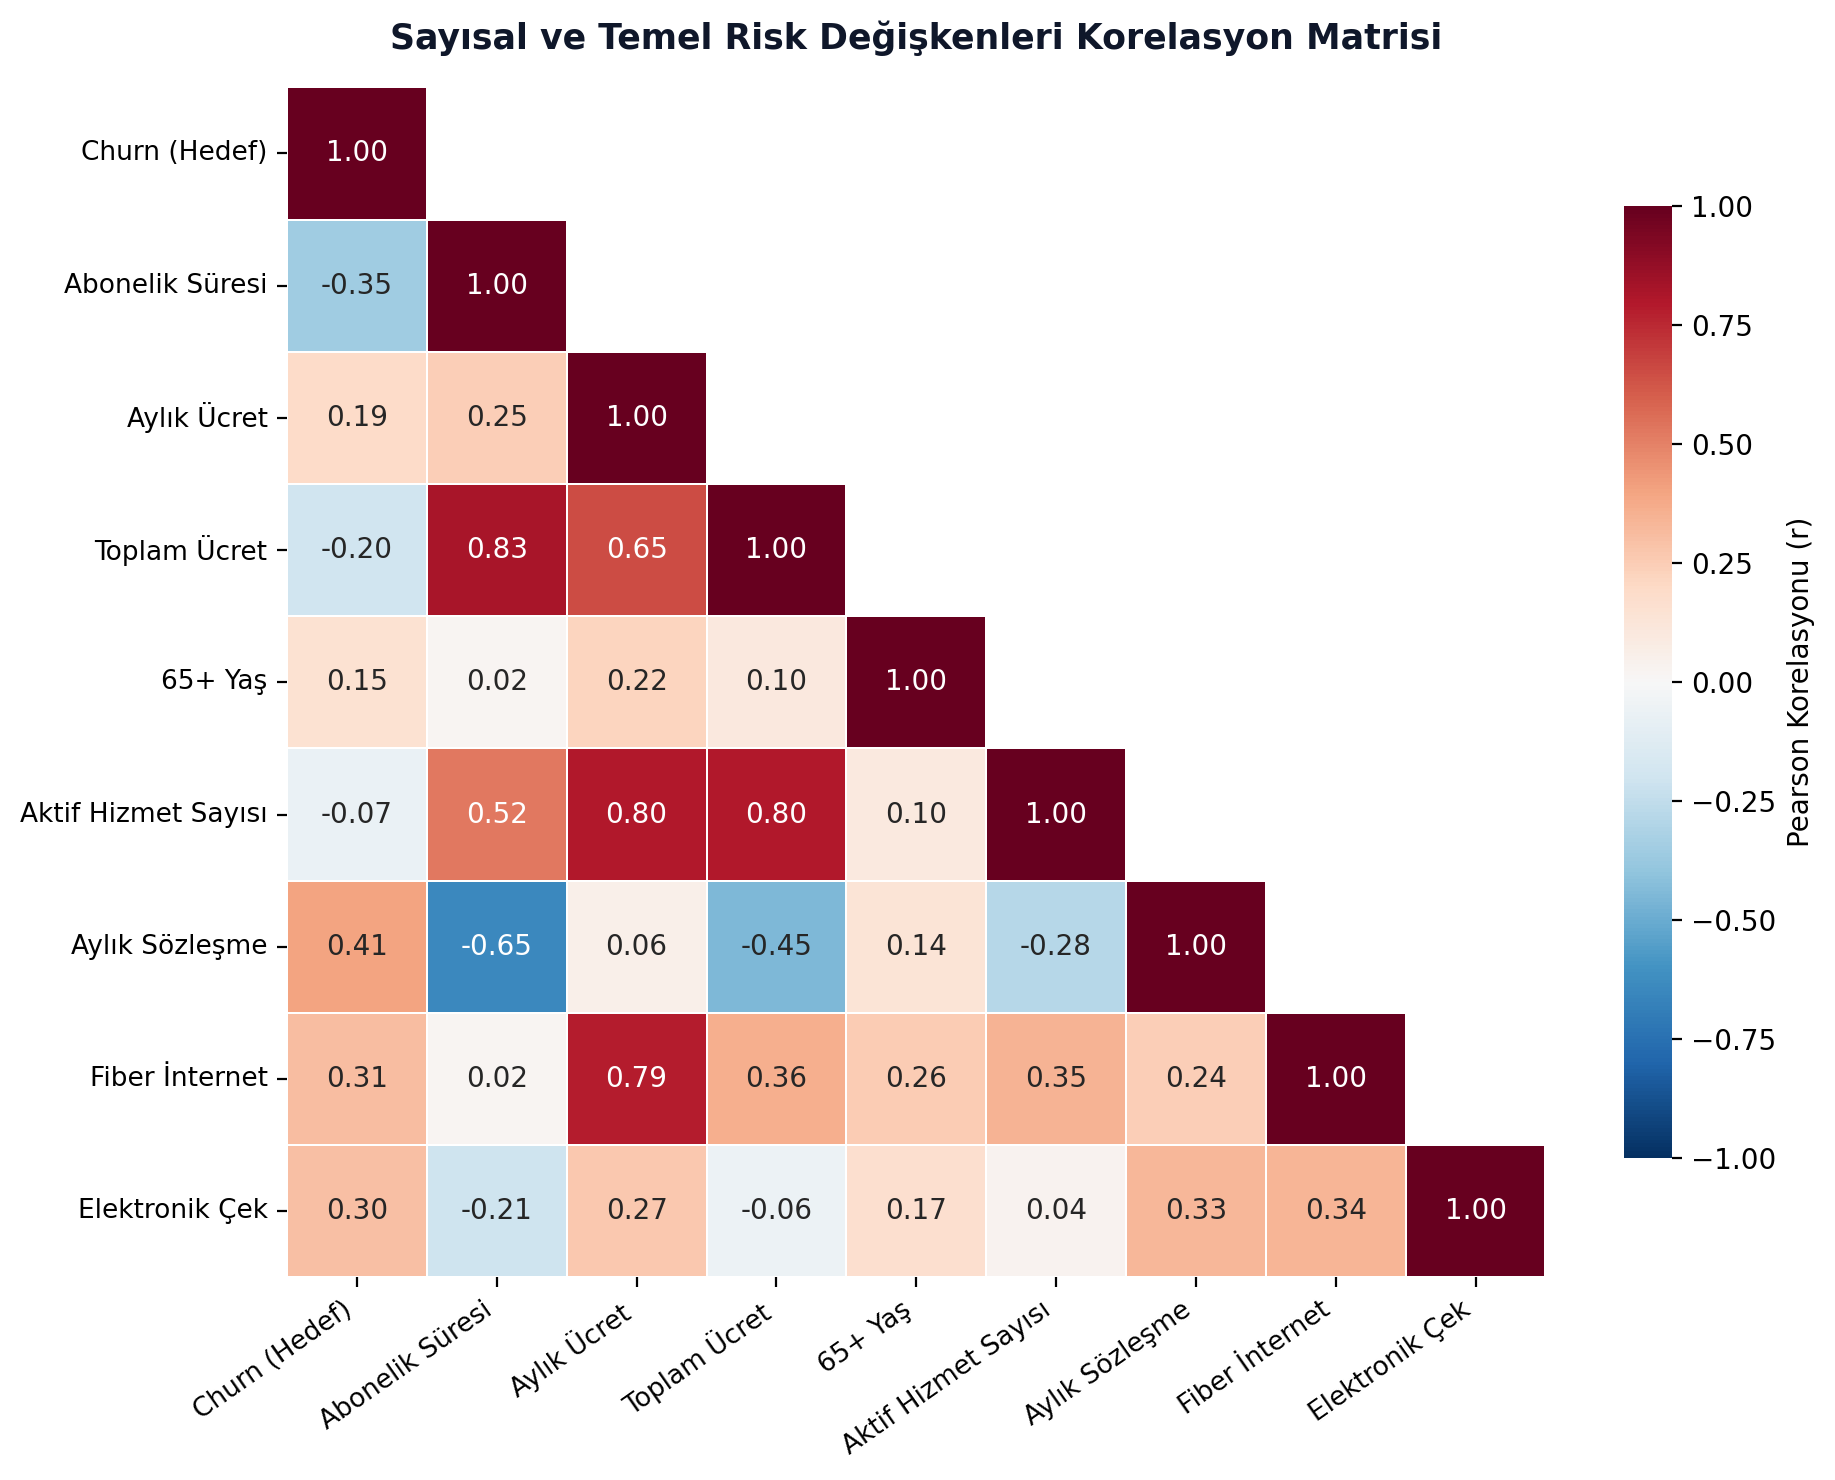 Sayısal ve Temel Risk Değişkenleri Korelasyon Matrisi
Churn (Hedef) 1.00
Abonelik Süresi -0.35 1.00
Aylık Ücret 0.19 0.25 1.00
Toplam Ücret -0.20 0.83 0.65 1.00
65+ Yaş 0.15 0.02 0.22 0.10 1.00
Aktif Hizmet Sayısı -0.07 0.52 0.80 0.80 0.10 1.00
Aylık Sözleşme 0.41 -0.65 0.06 -0.45 0.14 -0.28 1.00
Fiber İnternet 0.31 0.02 0.79 0.36 0.26 0.35 0.24 1.00
Elektronik Çek 0.30 -0.21 0.27 -0.06 0.17 0.04 0.33 0.34 1.00
Churn (Hedef)
Abonelik Süresi
Aylık Ücret
Toplam Ücret
65+ Yaş
Aktif Hizmet Sayısı
Aylık Sözleşme
Fiber İnternet
Elektronik Çek
1.00
0.75
0.50
0.25
0.00
−0.25
−0.50
−0.75
−1.00
Pearson Korelasyonu (r)